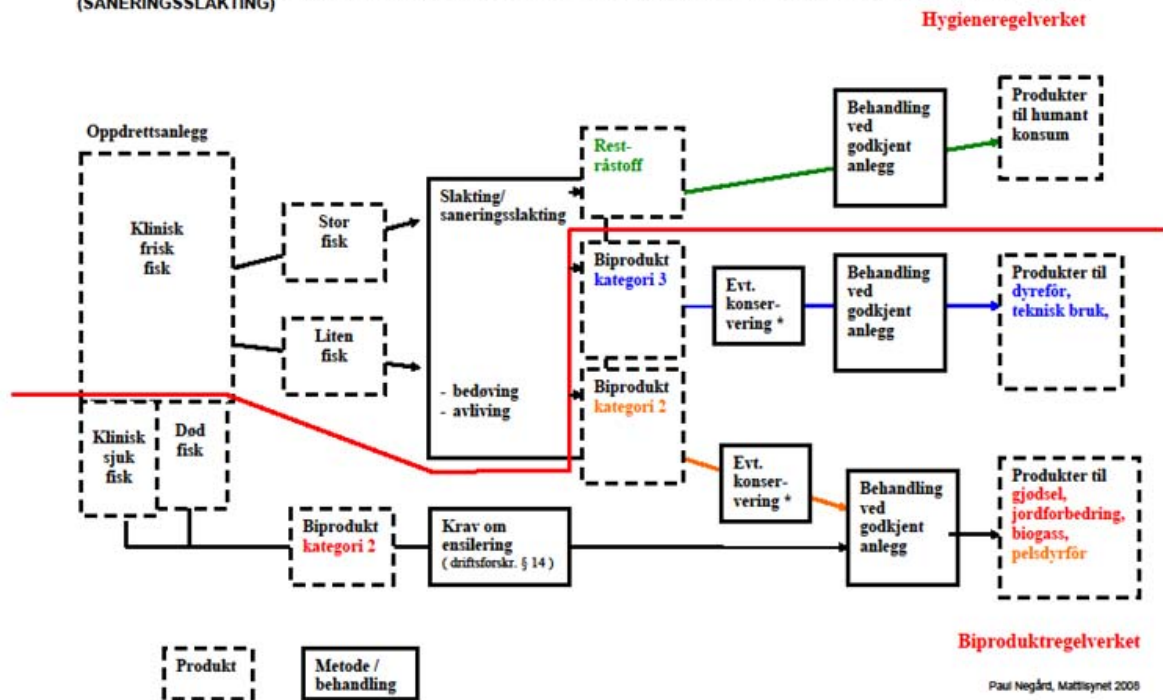 (SANERINGSSLAKTING)
Hygieneregelverket
Oppdrettsanlegg
Klinisk
frisk
fisk
Stor
fisk
Liten
fisk
Slakting/
saneringsslakting
- bedøving
- avliving
Rest-
råstoff
Behandling
ved
godkjent
anlegg
Produkter
til humant
konsum
Biprodukt
kategori 3
Evt.
konser-
vering *
Behandling
ved
godkjent
anlegg
Produkter til
dyrefôr,
teknisk bruk,
Biprodukt
kategori 2
Evt.
konser-
vering *
Klinisk
sjuk
fisk
Død
fisk
Biprodukt
kategori 2
Krav om
ensilering
( driftsforskr. § 14 )
Behandling
ved
godkjent
anlegg
Produkter til
gjødsel,
jordforbedring,
biogass,
pelsdyrfôr
Biproduktregelverket
Produkt
Metode /
behandling
Paul Negård, Mattilsynet 2008